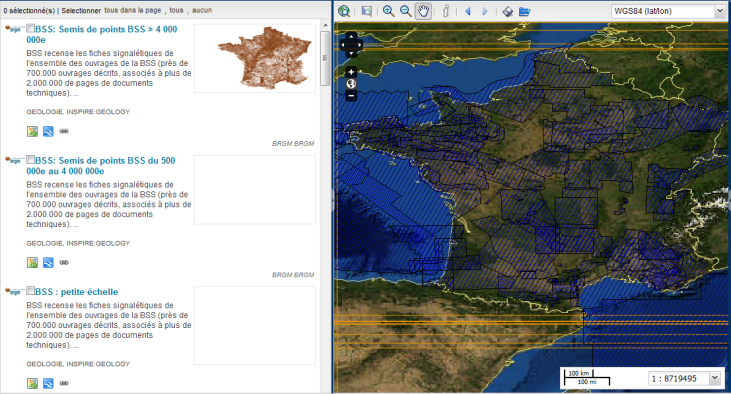 0 sélectionné(s) | Selectionner tous dans la page , tous , aucun
WGS84 (lat/lon)
brgm
BSS: Semis de points BSS > 4 000
000e
BSS recense les fiches signalétiques de
l'ensemble des ouvrages de la BSS (près de
700.000 ouvrages décrits, associés à plus de
2.000.000 de pages de documents
techniques). ...
GEOLOGIE, INSPIRE:GEOLOGY
BRGM BRGM
brgm
BSS: Semis de points BSS du 500
000e au 4 000 000e
BSS recense les fiches signalétiques de
l'ensemble des ouvrages de la BSS (près de
700.000 ouvrages décrits, associés à plus de
2.000.000 de pages de documents
techniques). ...
GEOLOGIE, INSPIRE:GEOLOGY
BRGM BRGM
brgm
BSS : petite échelle
BSS recense les fiches signalétiques de
l'ensemble des ouvrages de la BSS (près de
700.000 ouvrages décrits, associés à plus de
2.000.000 de pages de documents
techniques). ...
GEOLOGIE, INSPIRE:GEOLOGY
100 km
100 mi
1 : 8719495